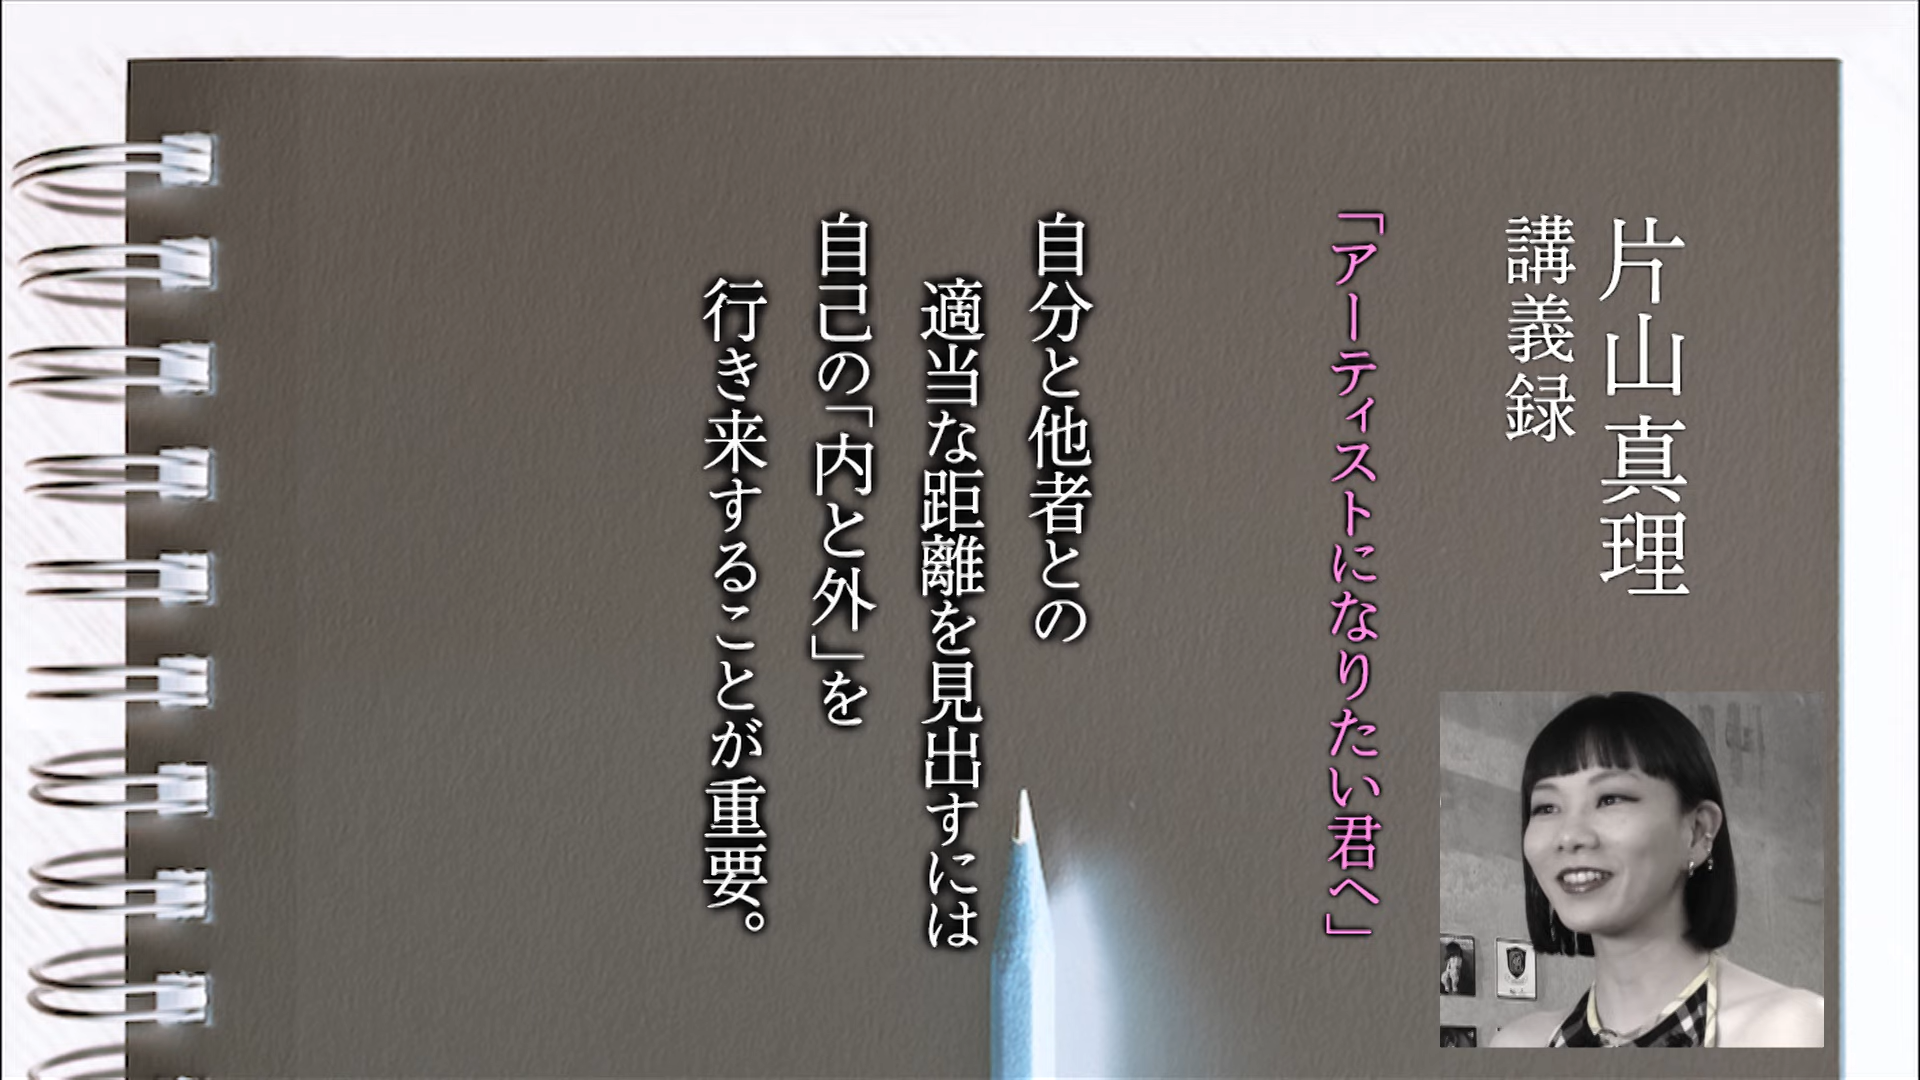 片山真理
講義録
「アーティストになりたい君へ」
自分と他者との
適当な距離を見出すには
自己の「内と外」を
行き来することが重要。